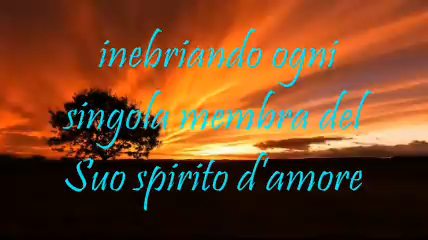 inebriando ogni
singola membra del
Suo spirito d'amore